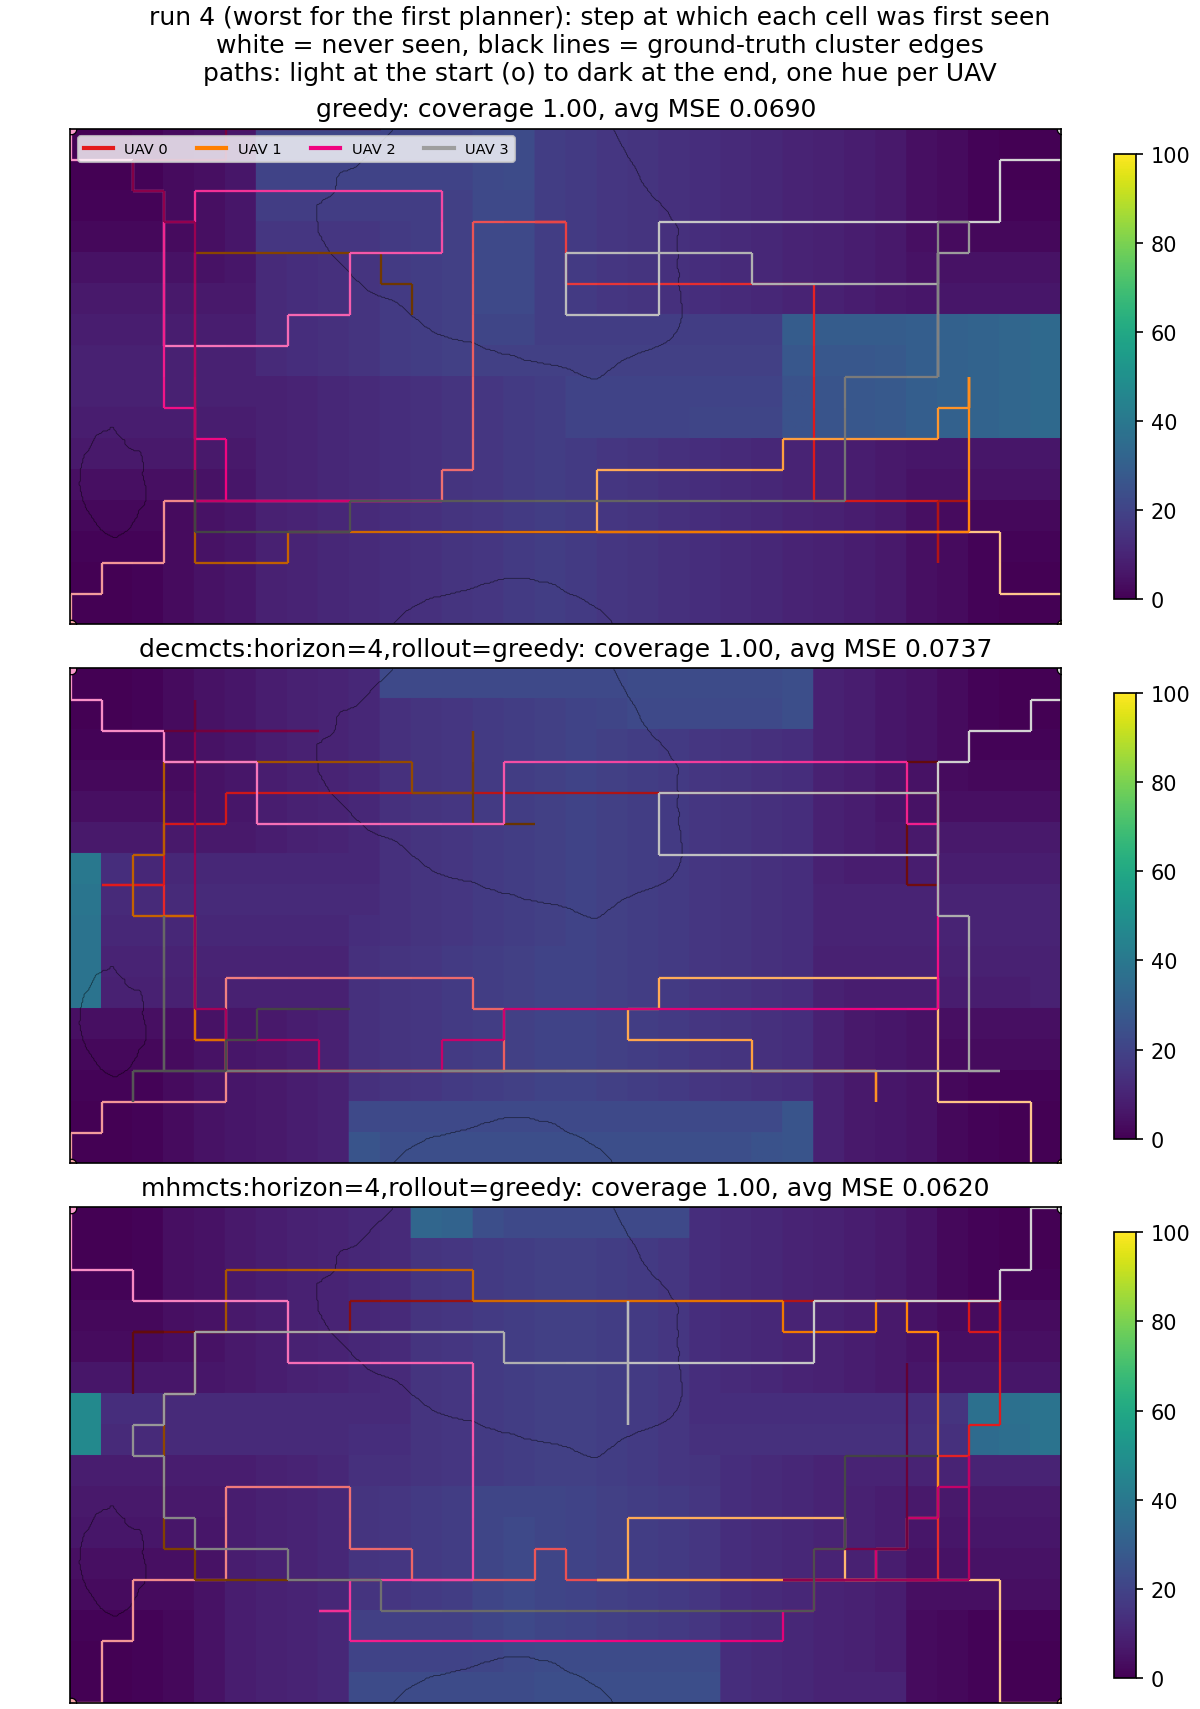 run 4 (worst for the first planner): step at which each cell was first seen
white = never seen, black lines = ground-truth cluster edges
paths: light at the start (o) to dark at the end, one hue per UAV
greedy: coverage 1.00, avg MSE 0.0690
UAV 0 UAV 1 UAV 2 UAV 3
100
80
60
40
20
0
decmcts:horizon=4,rollout=greedy: coverage 1.00, avg MSE 0.0737
100
80
60
40
20
0
mhmcts:horizon=4,rollout=greedy: coverage 1.00, avg MSE 0.0620
100
80
60
40
20
0